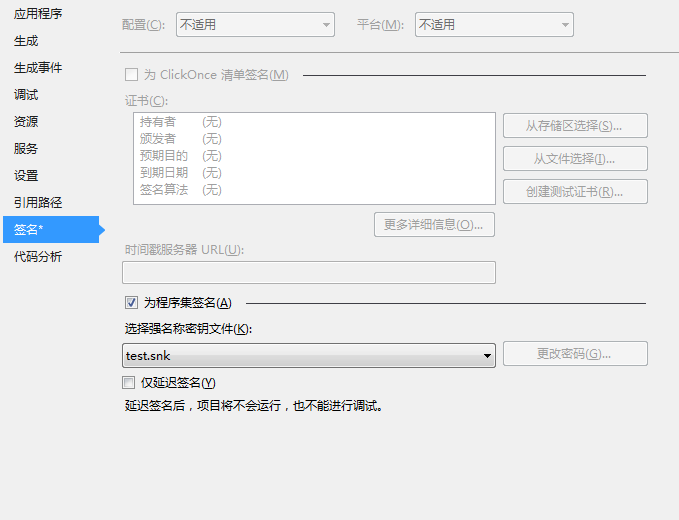 应用程序
生成
生成事件
调试
资源
服务
设置
引用路径
签名*
代码分析
配置(C): 不适用 平台(M): 不适用
为 ClickOnce 清单签名(M)
证书(C):
持有者 (无)
颁发者 (无)
预期目的 (无)
到期日期 (无)
签名算法 (无)
从存储区选择(S)...
从文件选择(I)...
创建测试证书(R)...
更多详细信息(O)...
时间戳服务器 URL(U):
为程序集签名(A)
选择强名称密钥文件(K):
test.snk 更改密码(G)...
仅延迟签名(Y)
延迟签名后，项目将不会运行，也不能进行调试。